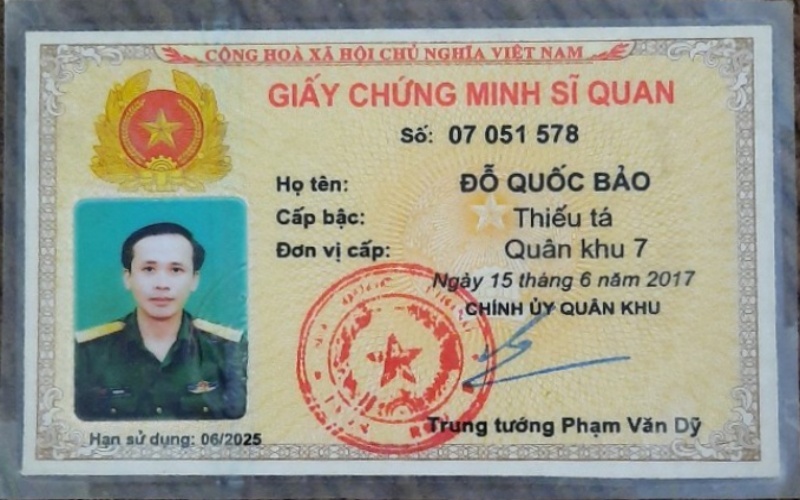 CỘNG HOÀ XÃ HỘI CHỦ NGHĨA VIỆT NAM
GIẤY CHỨNG MINH SĨ QUAN
Số: 07 051 578
Họ tên: ĐỖ QUỐC BẢO
Cấp bậc: Thiếu tá
Đơn vị cấp: Quân khu 7
Ngày 15 tháng 6 năm 2017
CHÍNH ỦY QUÂN KHU
Trung tướng Phạm Văn Dỹ
Hạn sử dụng: 06/2025